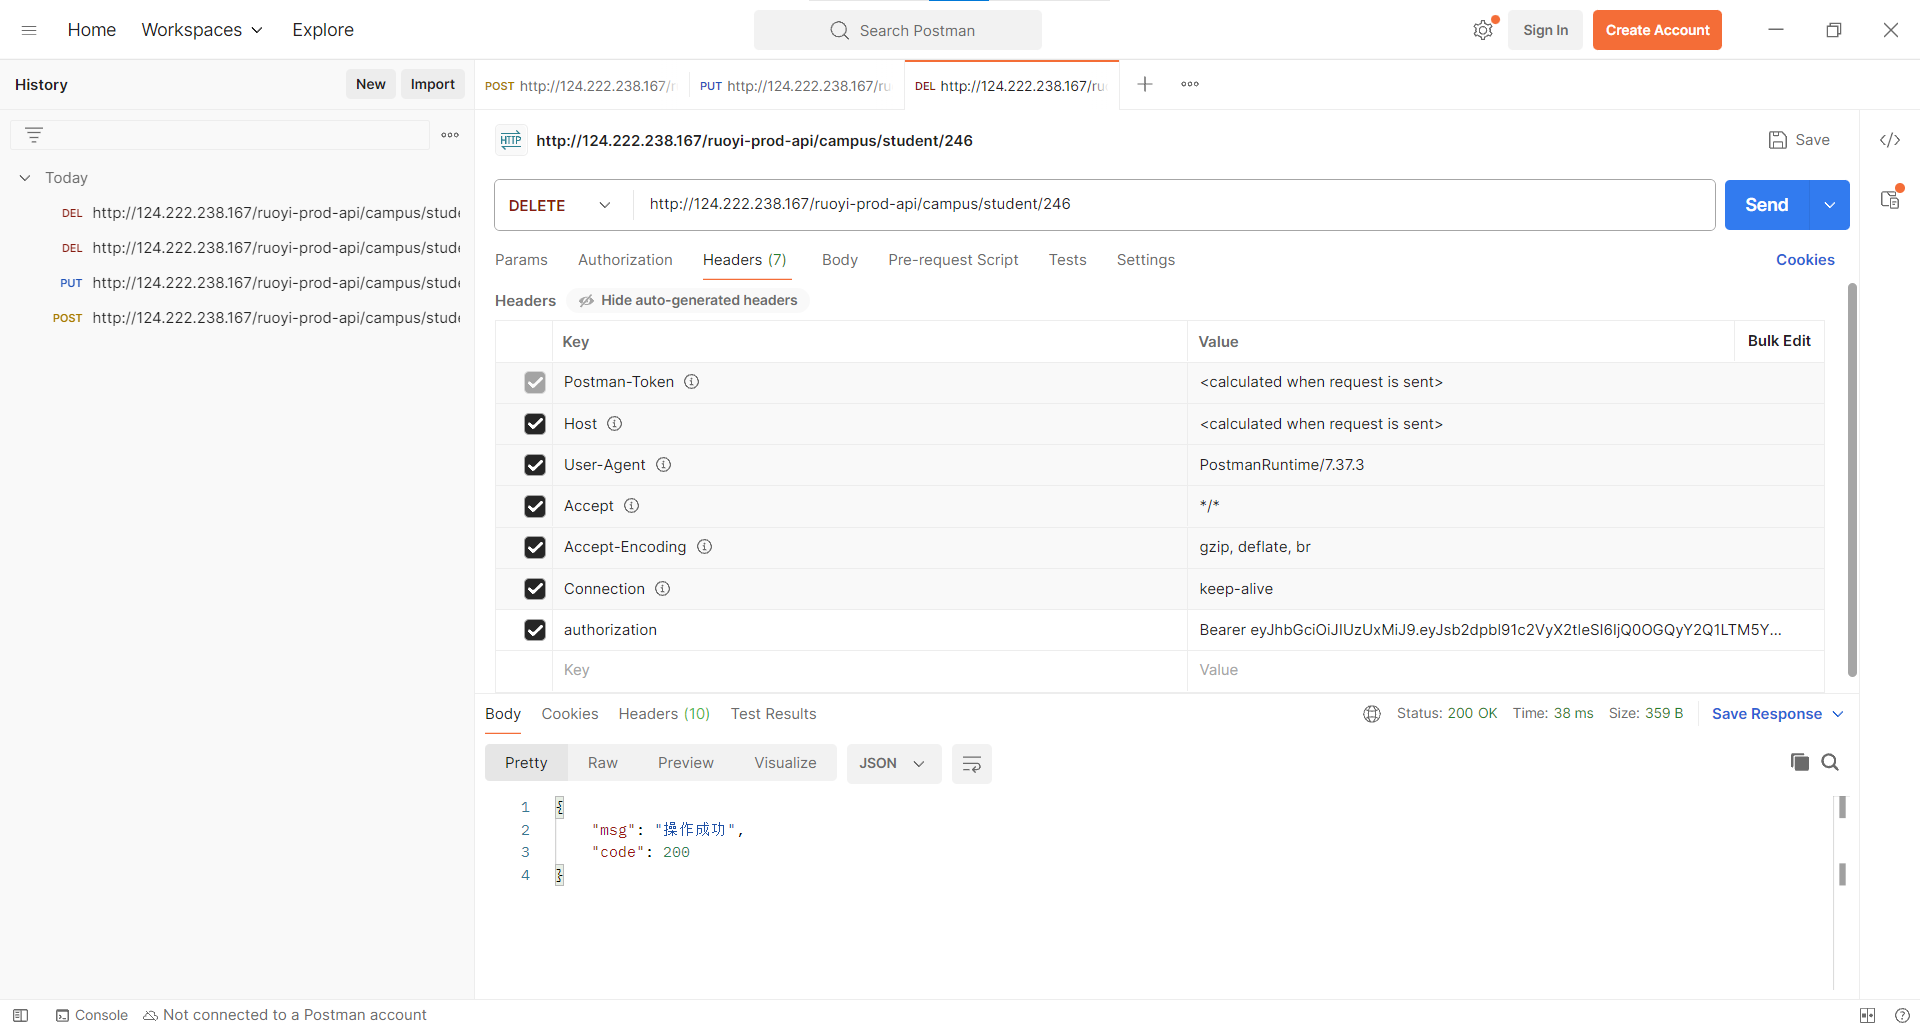 Home Workspaces Explore Search Postman Sign In Create Account
History New Import
POST http://124.222.238.167/r PUT http://124.222.238.167/ru DEL http://124.222.238.167/ru
Today
DEL http://124.222.238.167/ruoyi-prod-api/campus/stude
DEL http://124.222.238.167/ruoyi-prod-api/campus/stude
PUT http://124.222.238.167/ruoyi-prod-api/campus/stude
POST http://124.222.238.167/ruoyi-prod-api/campus/stude
HTTP http://124.222.238.167/ruoyi-prod-api/campus/student/246 Save
DELETE http://124.222.238.167/ruoyi-prod-api/campus/student/246 Send
Params Authorization Headers (7) Body Pre-request Script Tests Settings Cookies
Headers Hide auto-generated headers
Key Value Bulk Edit
Postman-Token <calculated when request is sent>
Host <calculated when request is sent>
User-Agent PostmanRuntime/7.37.3
Accept */*
Accept-Encoding gzip, deflate, br
Connection keep-alive
authorization Bearer eyJhbGciOiJIUzUxMiJ9.eyJsb2dpbl91c2VyX2tleSI6IjQ0OGQyY2Q1LTM5Y...
Key Value
Body Cookies Headers (10) Test Results Status: 200 OK Time: 38 ms Size: 359 B Save Response
Pretty Raw Preview Visualize JSON
1 {
2 "msg": "操作成功",
3 "code": 200
4 }
Console Not connected to a Postman account